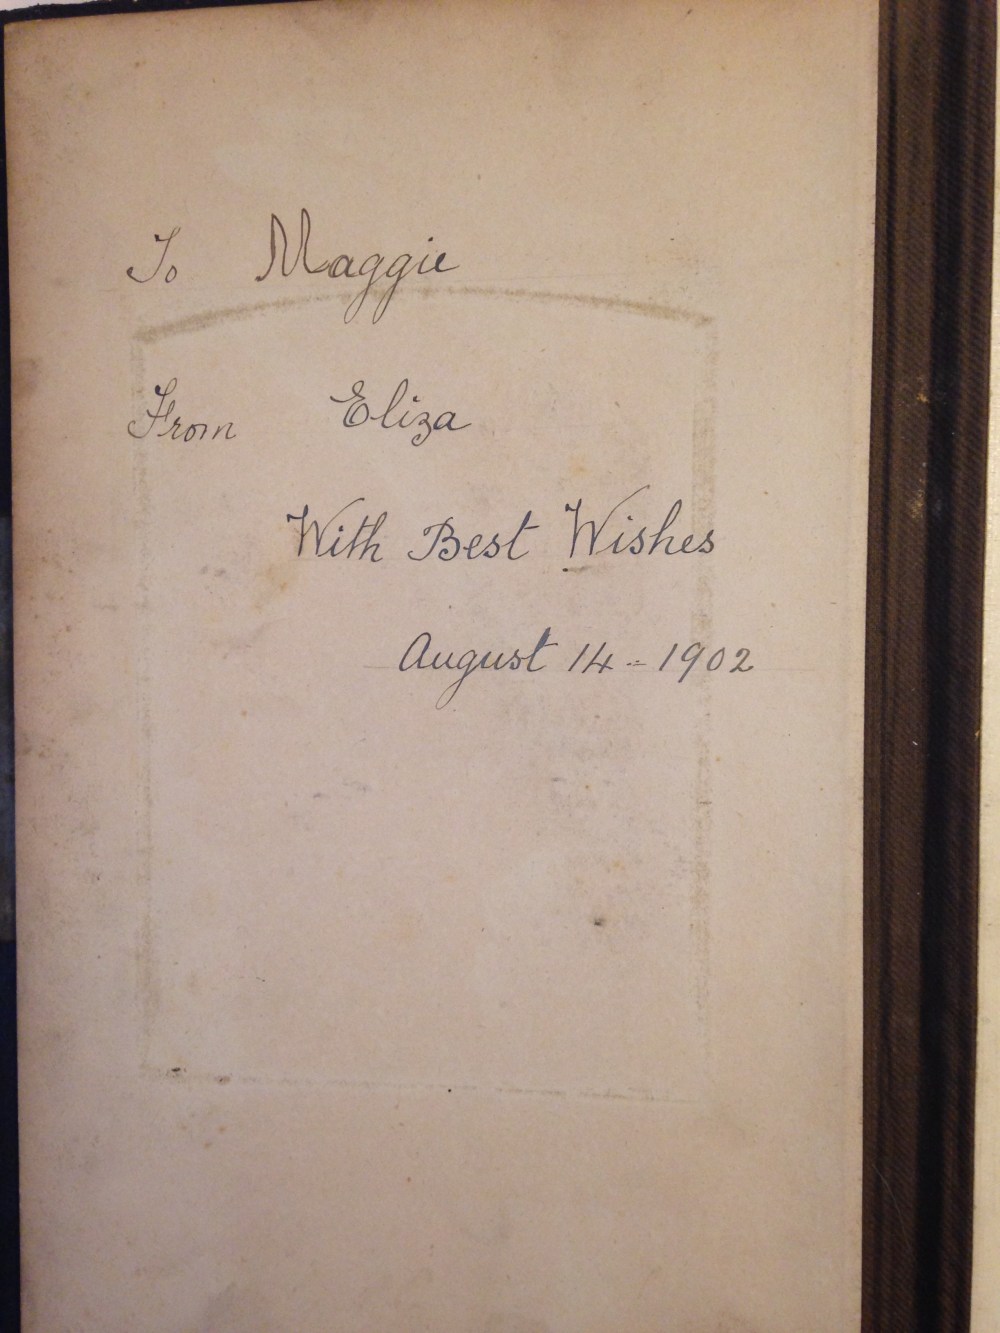 To Maggie
From Eliza
With Best Wishes
August 14 - 1902